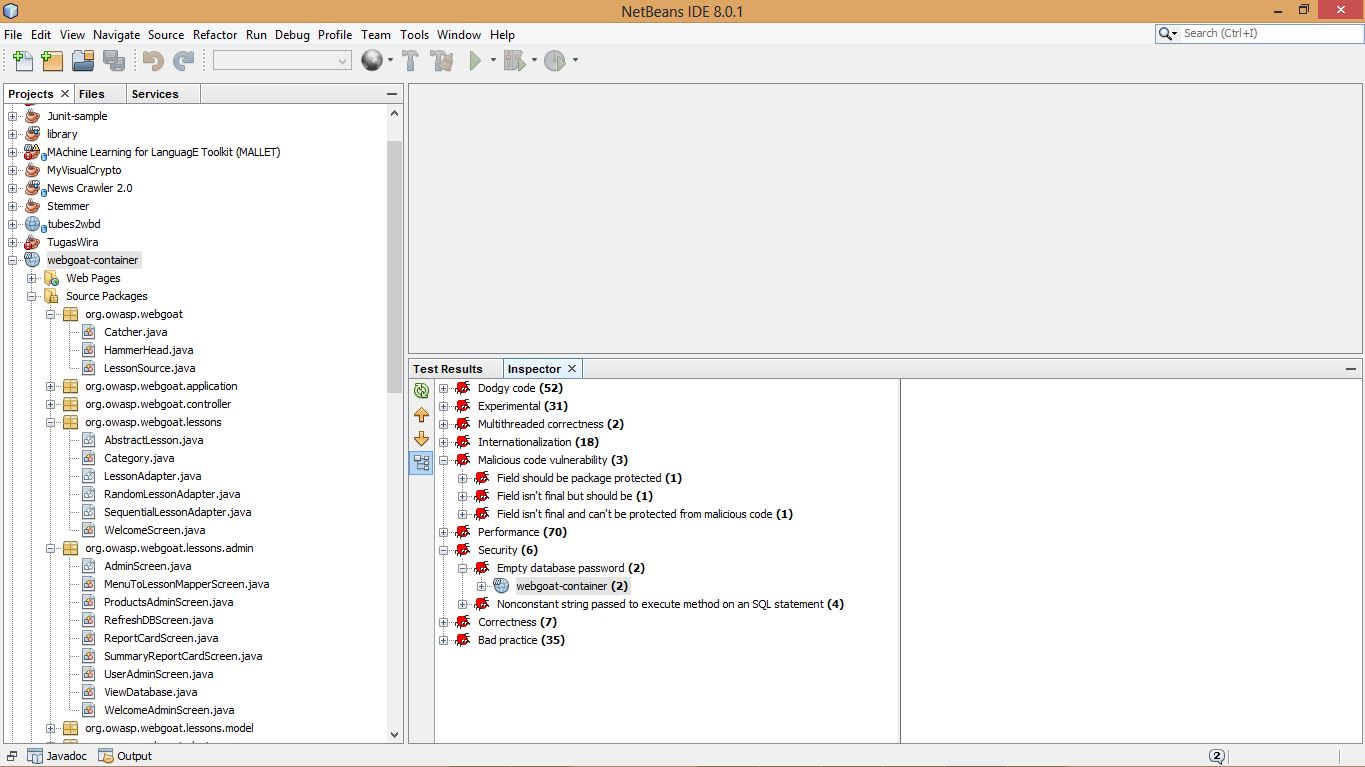 NetBeans IDE 8.0.1
File Edit View Navigate Source Refactor Run Debug Profile Team Tools Window Help
Search (Ctrl+I)
Projects Files Services
Junit-sample
library
MAchine Learning for LanguagE Toolkit (MALLET)
MyVisualCrypto
News Crawler 2.0
Stemmer
tubes2wbd
TugasWira
webgoat-container
Web Pages
Source Packages
org.owasp.webgoat
Catcher.java
HammerHead.java
LessonSource.java
org.owasp.webgoat.application
org.owasp.webgoat.controller
org.owasp.webgoat.lessons
AbstractLesson.java
Category.java
LessonAdapter.java
RandomLessonAdapter.java
SequentialLessonAdapter.java
WelcomeScreen.java
org.owasp.webgoat.lessons.admin
AdminScreen.java
MenuToLessonMapperScreen.java
ProductsAdminScreen.java
RefreshDBScreen.java
ReportCardScreen.java
SummaryReportCardScreen.java
UserAdminScreen.java
ViewDatabase.java
WelcomeAdminScreen.java
org.owasp.webgoat.lessons.model
Test Results Inspector
Dodgy code (52)
Experimental (31)
Multithreaded correctness (2)
Internationalization (18)
Malicious code vulnerability (3)
Field should be package protected (1)
Field isn't final but should be (1)
Field isn't final and can't be protected from malicious code (1)
Performance (70)
Security (6)
Empty database password (2)
webgoat-container (2)
Nonconstant string passed to execute method on an SQL statement (4)
Correctness (7)
Bad practice (35)
Javadoc Output
2